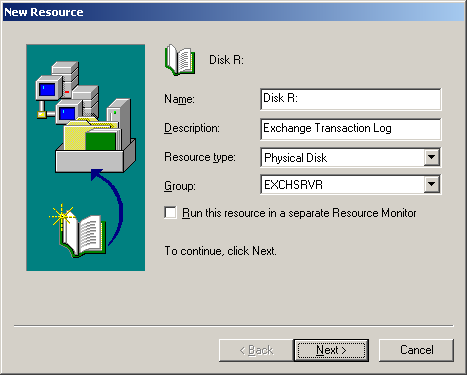 New Resource
Disk R:
Name: Disk R:
Description: Exchange Transaction Log
Resource type: Physical Disk
Group: EXCHSRVR
Run this resource in a separate Resource Monitor
To continue, click Next.
< Back Next > Cancel